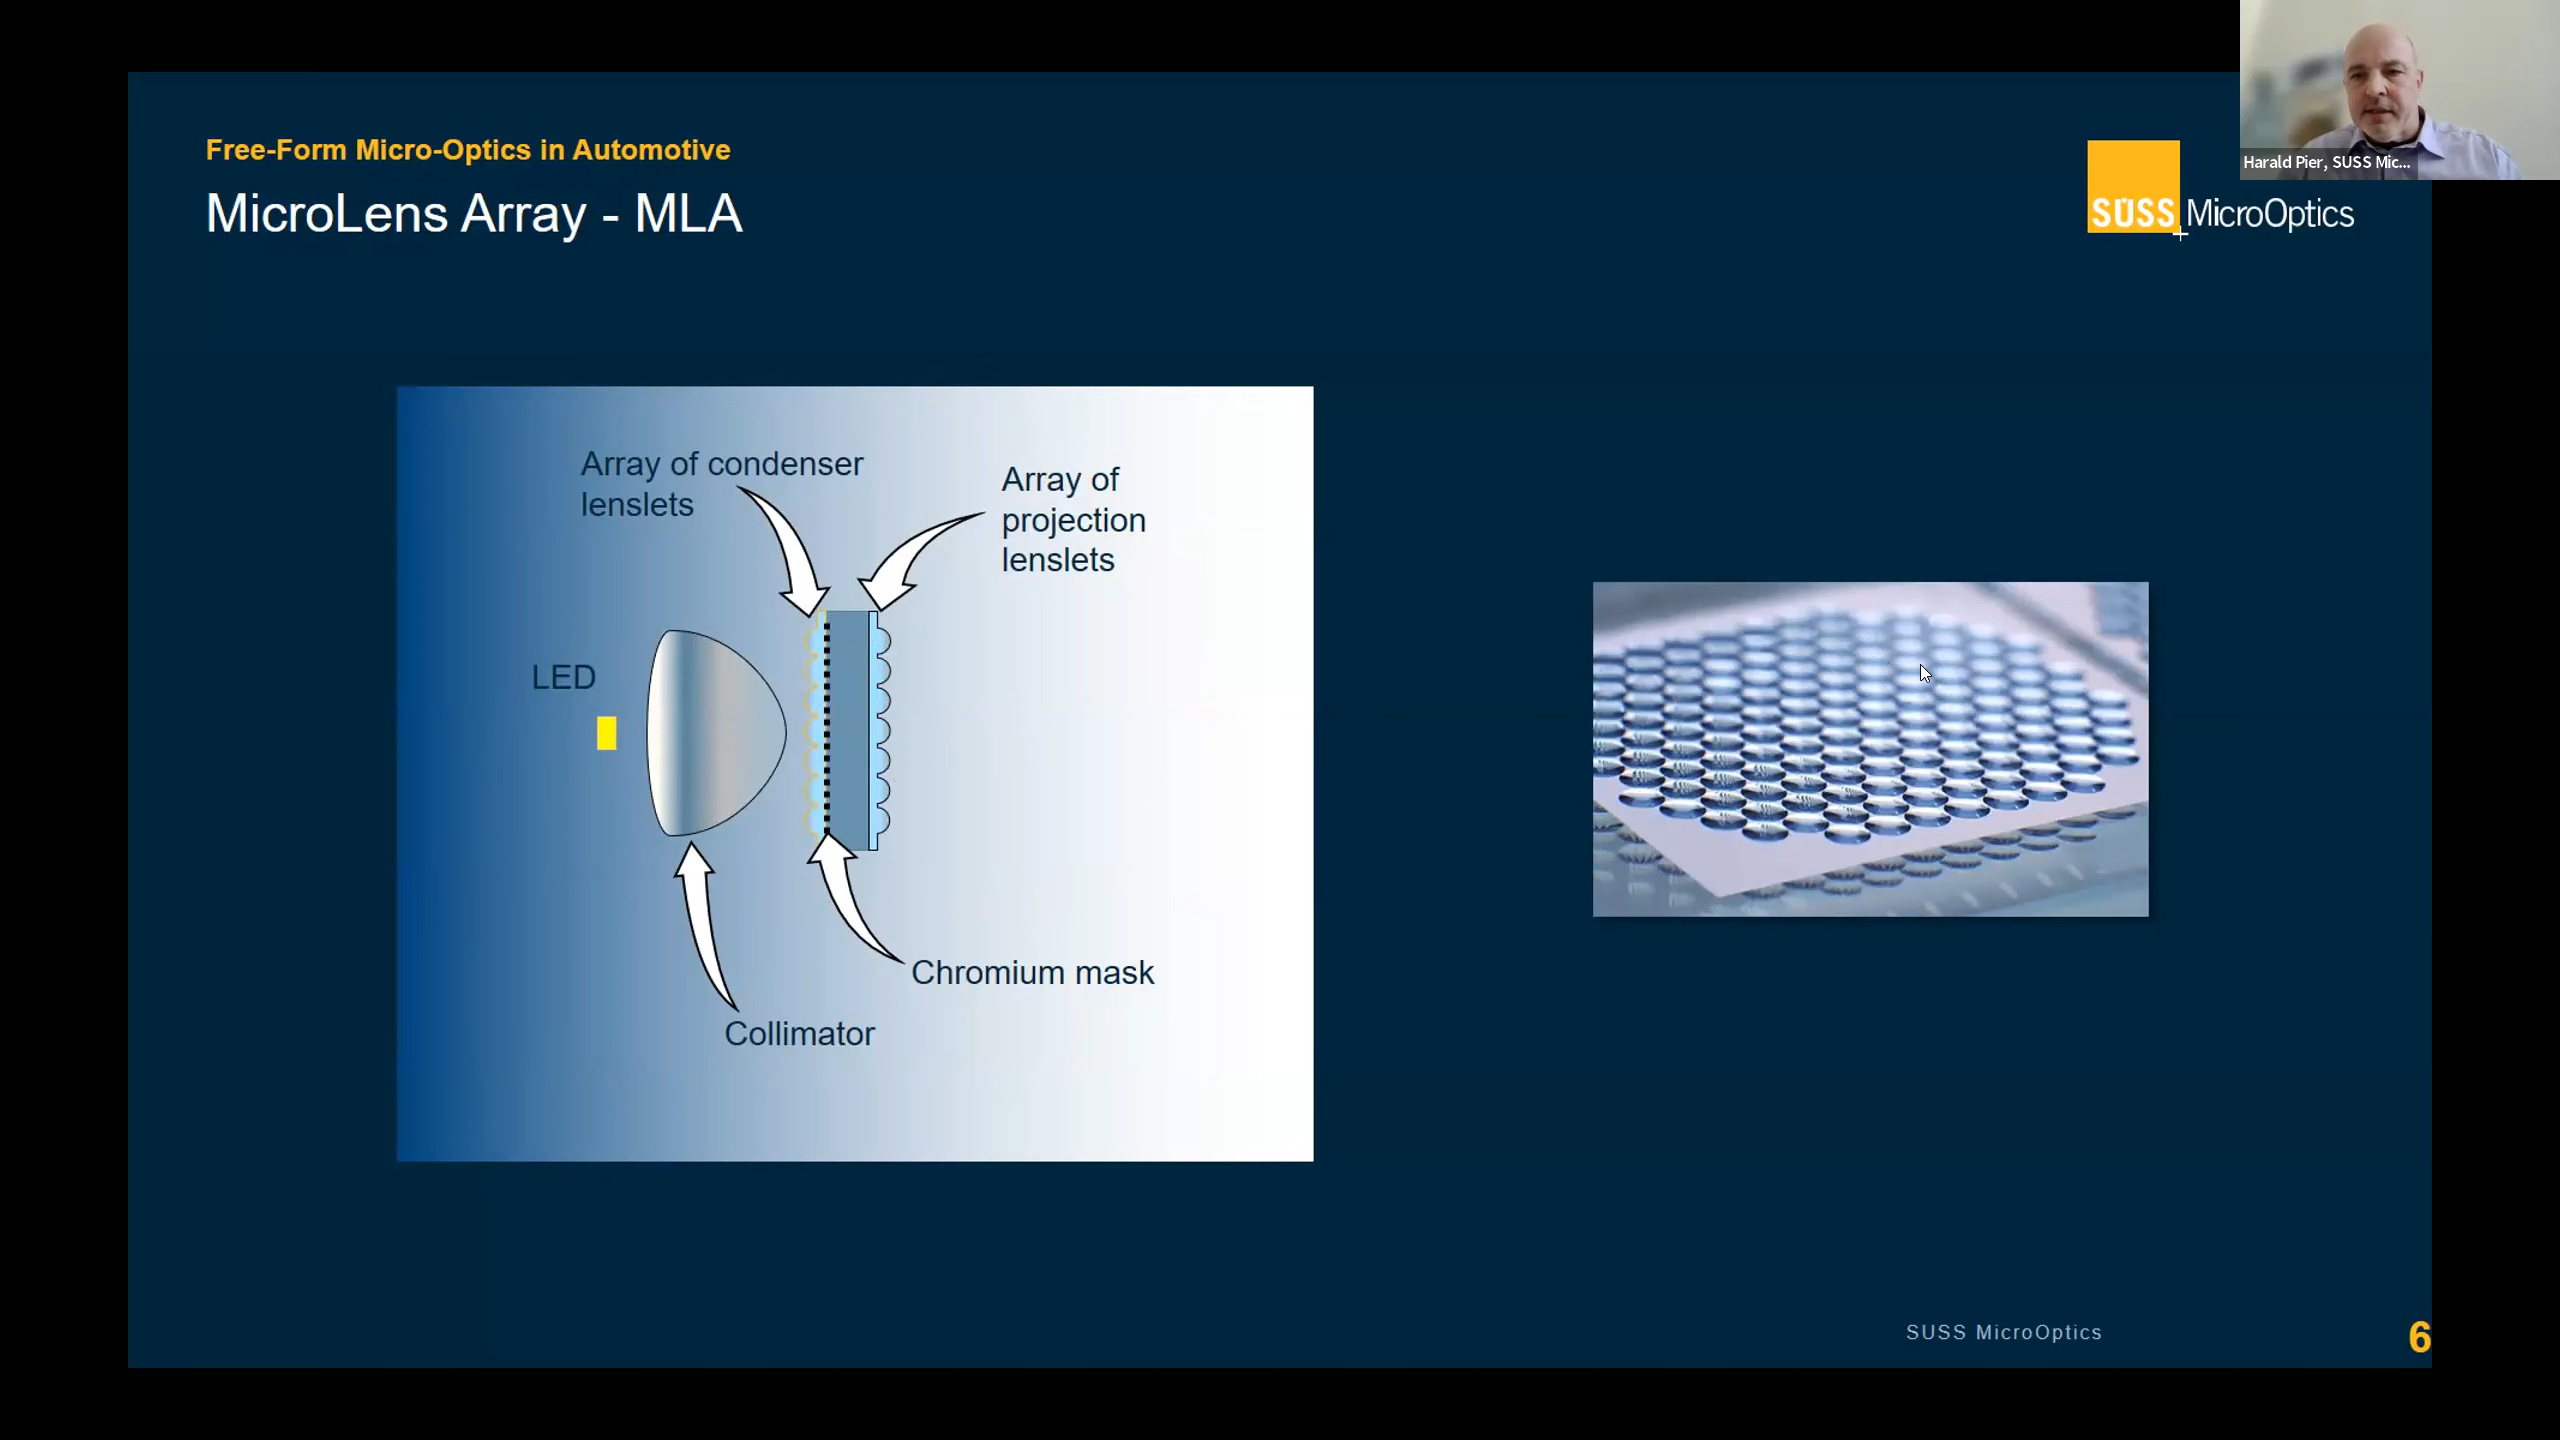 Free-Form Micro-Optics in Automotive
MicroLens Array - MLA
SUSS MicroOptics
Harald Pier, SUSS Mic...
Array of condenser
lenslets
Array of
projection
lenslets
LED
Chromium mask
Collimator
SUSS MicroOptics
6